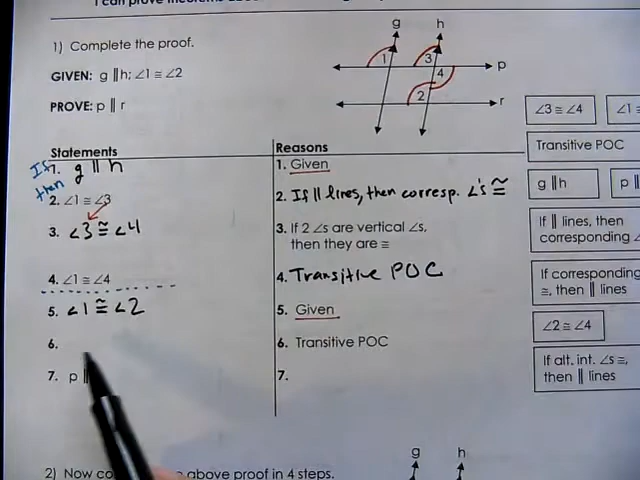 I can prove theorems
1) Complete the proof.
GIVEN: g ∥ h; ∠1 ≅ ∠2
PROVE: p ∥ r
g
h
1
3
4
2
p
r
∠3 ≅ ∠4
∠1 ≅
Transitive POC
g ∥ h
p ∥
If ∥ lines, then
corresponding ∠
If corresponding
≅, then ∥ lines
∠2 ≅ ∠4
If alt. int. ∠s ≅,
then ∥ lines
Statements
Reasons
If
then
1. g ∥ h
1. Given
2. ∠1 ≅ ∠3
2. If ∥ lines, then corresp. ∠'s ≅
3. ∠3 ≅ ∠4
3. If 2 ∠s are vertical ∠s,
then they are ≅
4. ∠1 ≅ ∠4
4. Transitive POC
5. ∠1 ≅ ∠2
5. Given
6.
6. Transitive POC
7. p ∥
7.
2) Now above proof in 4 steps.
g
h